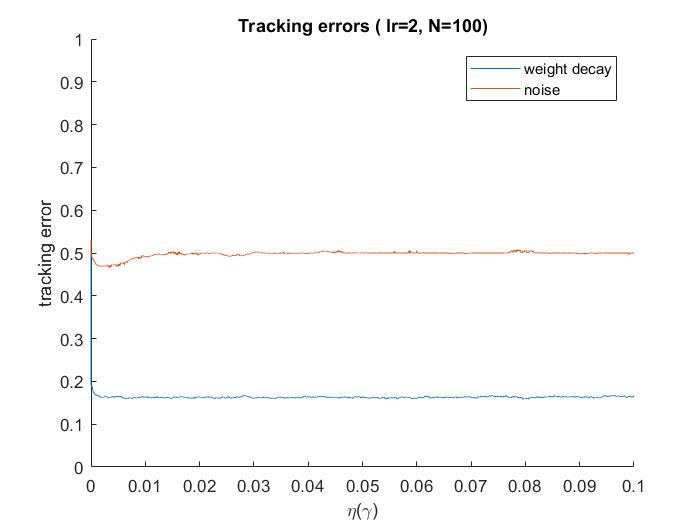 Tracking errors ( lr=2, N=100)
weight decay
noise
tracking error
1
0.9
0.8
0.7
0.6
0.5
0.4
0.3
0.2
0.1
0
0 0.01 0.02 0.03 0.04 0.05 0.06 0.07 0.08 0.09 0.1
η(γ)